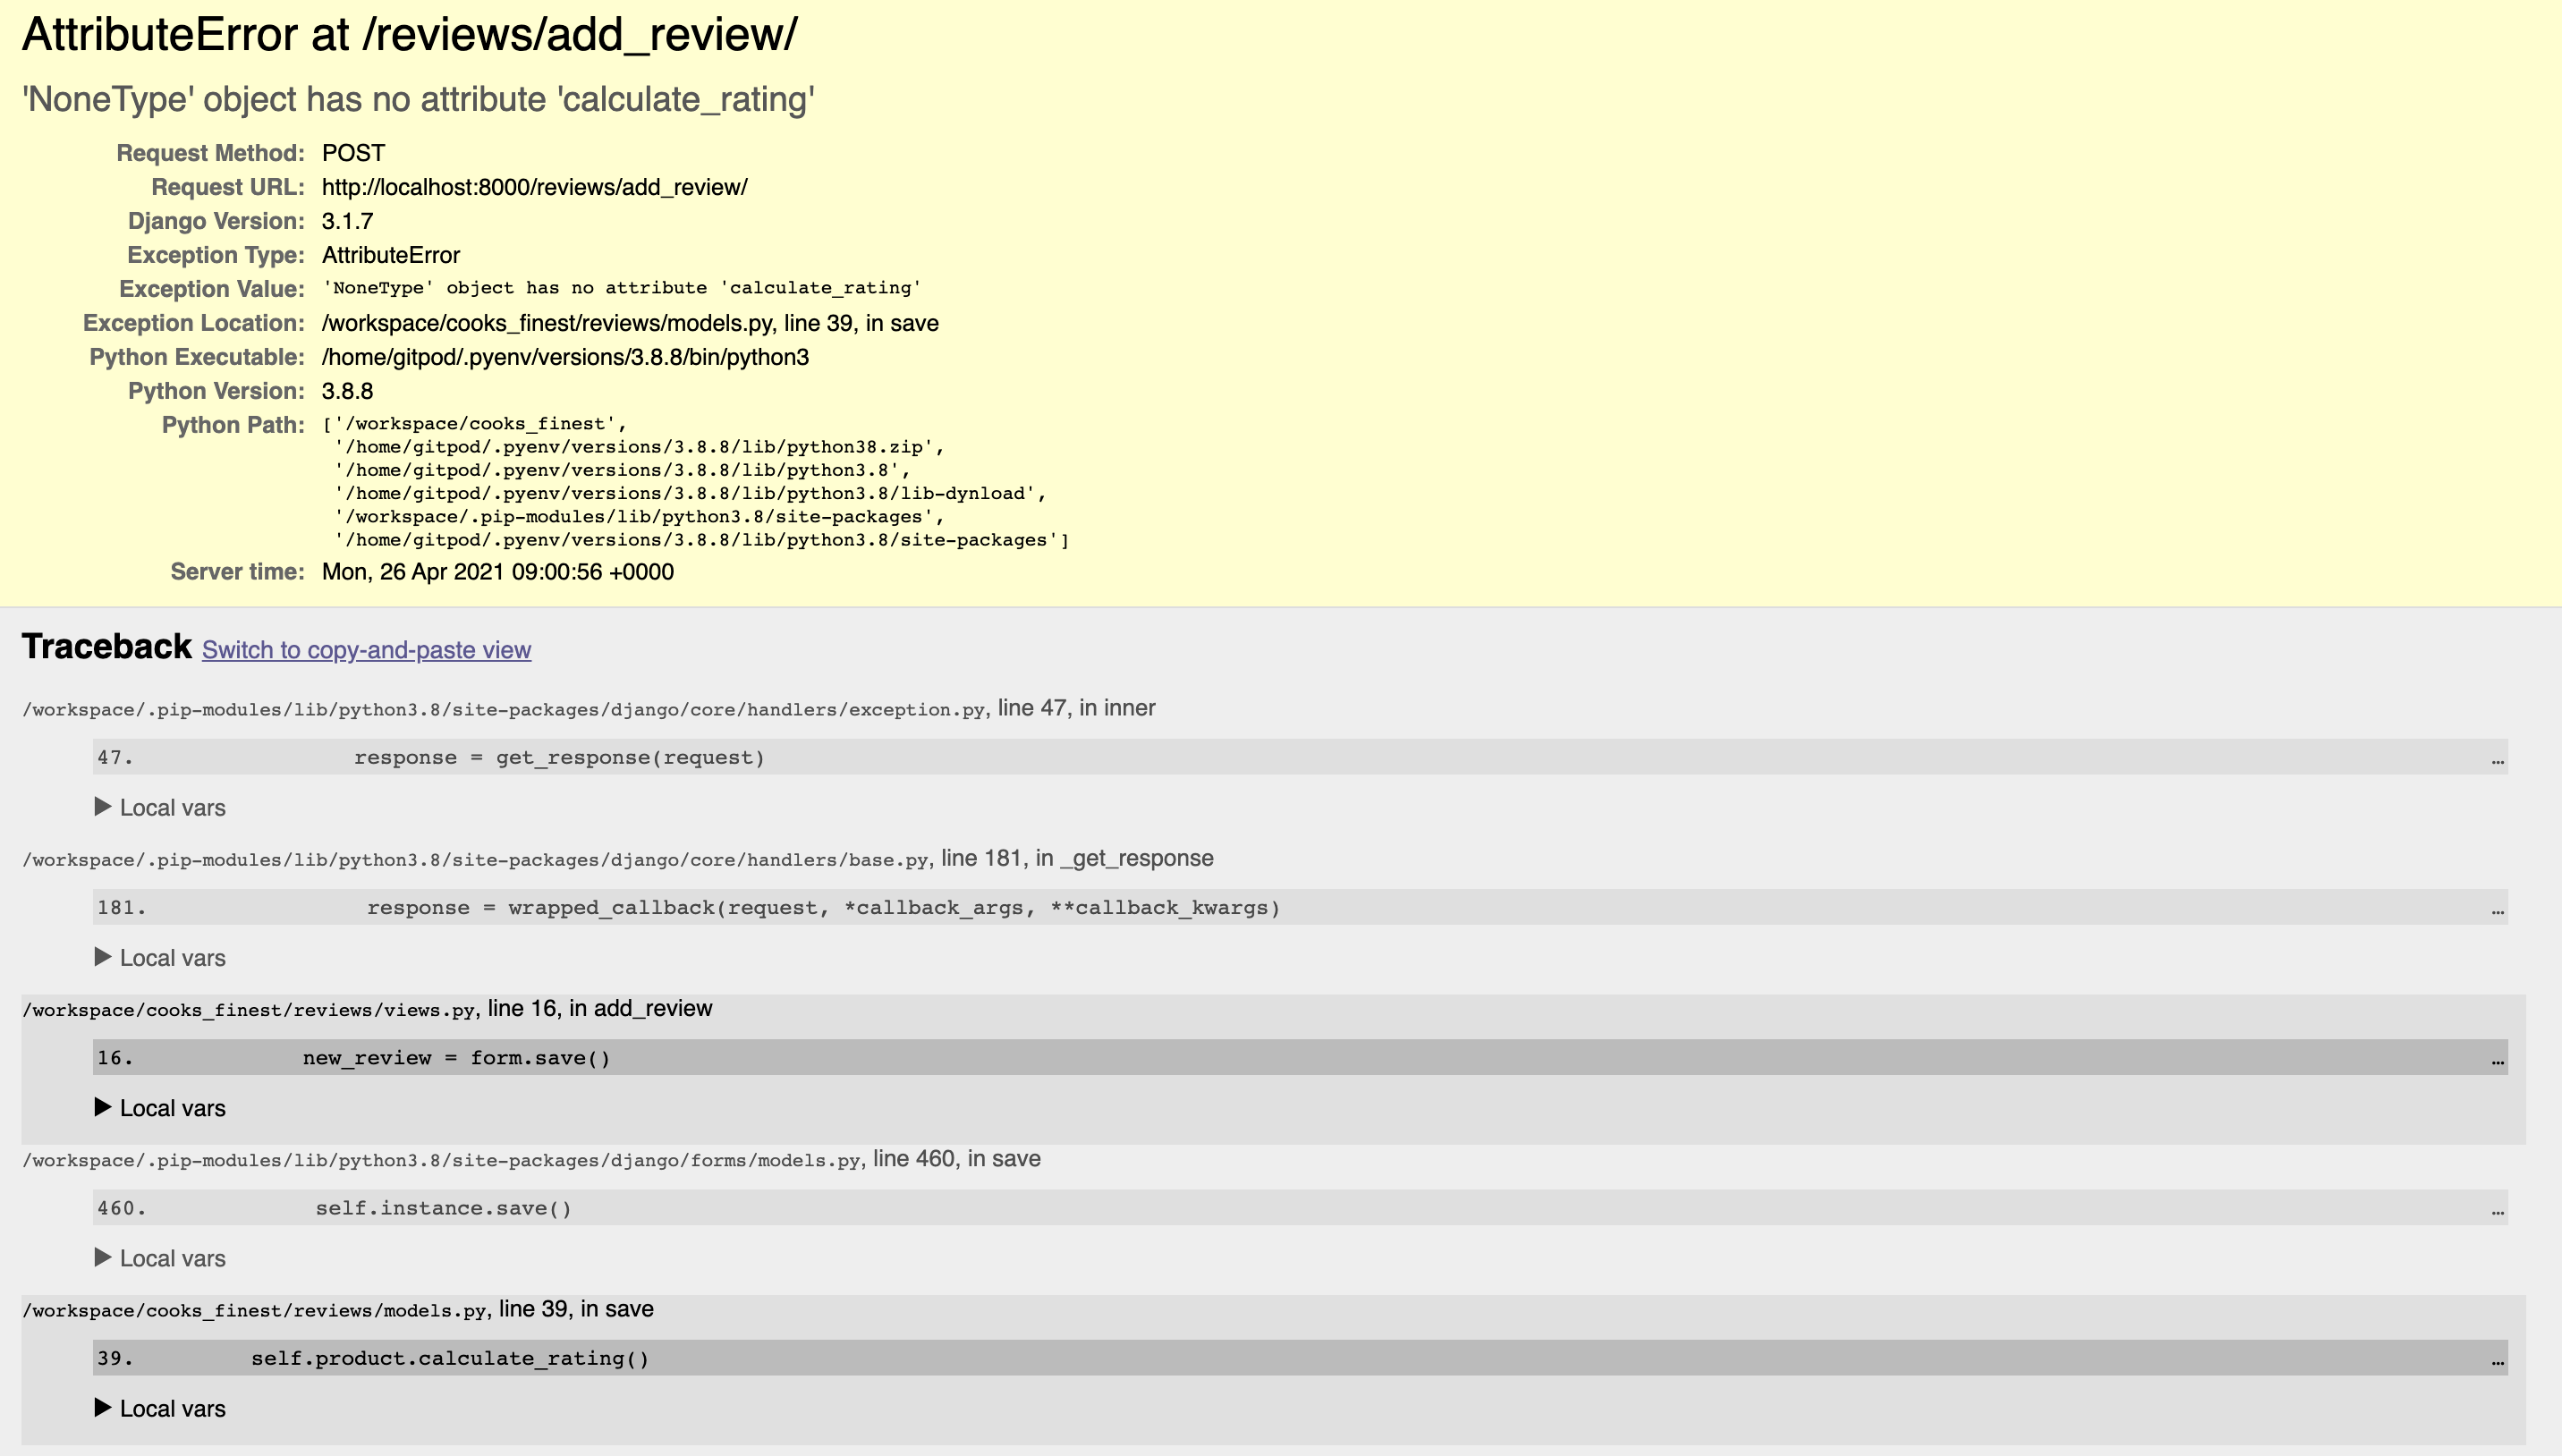 AttributeError at /reviews/add_review/
'NoneType' object has no attribute 'calculate_rating'
Request Method: POST
Request URL: http://localhost:8000/reviews/add_review/
Django Version: 3.1.7
Exception Type: AttributeError
Exception Value: 'NoneType' object has no attribute 'calculate_rating'
Exception Location: /workspace/cooks_finest/reviews/models.py, line 39, in save
Python Executable: /home/gitpod/.pyenv/versions/3.8.8/bin/python3
Python Version: 3.8.8
Python Path: ['/workspace/cooks_finest',
'/home/gitpod/.pyenv/versions/3.8.8/lib/python38.zip',
'/home/gitpod/.pyenv/versions/3.8.8/lib/python3.8',
'/home/gitpod/.pyenv/versions/3.8.8/lib/python3.8/lib-dynload',
'/workspace/.pip-modules/lib/python3.8/site-packages',
'/home/gitpod/.pyenv/versions/3.8.8/lib/python3.8/site-packages']
Server time: Mon, 26 Apr 2021 09:00:56 +0000
Traceback Switch to copy-and-paste view
/workspace/.pip-modules/lib/python3.8/site-packages/django/core/handlers/exception.py, line 47, in inner
47. response = get_response(request) …
▶ Local vars
/workspace/.pip-modules/lib/python3.8/site-packages/django/core/handlers/base.py, line 181, in _get_response
181. response = wrapped_callback(request, *callback_args, **callback_kwargs) …
▶ Local vars
/workspace/cooks_finest/reviews/views.py, line 16, in add_review
16. new_review = form.save() …
▶ Local vars
/workspace/.pip-modules/lib/python3.8/site-packages/django/forms/models.py, line 460, in save
460. self.instance.save() …
▶ Local vars
/workspace/cooks_finest/reviews/models.py, line 39, in save
39. self.product.calculate_rating() …
▶ Local vars